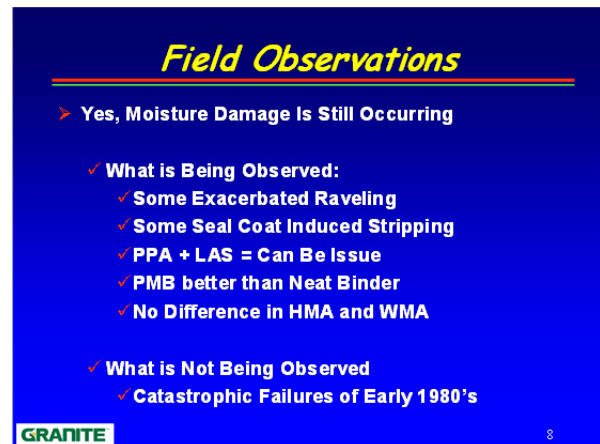 Field Observations
Yes, Moisture Damage Is Still Occurring
What is Being Observed:
Some Exacerbated Raveling
Some Seal Coat Induced Stripping
PPA + LAS = Can Be Issue
PMB better than Neat Binder
No Difference in HMA and WMA
What is Not Being Observed
Catastrophic Failures of Early 1980's
GRANITE
8